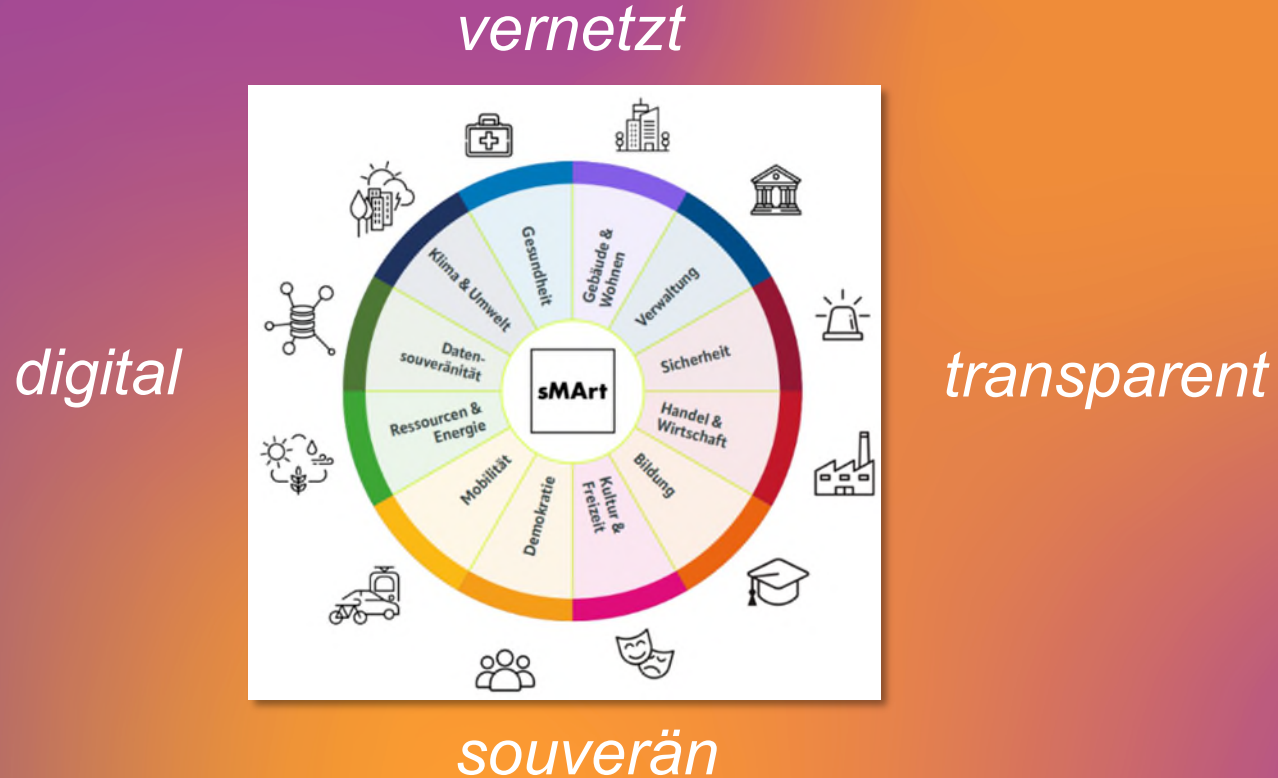 vernetzt
Gesundheit
Gebäude &
Wohnen
Klima & Umwelt
Verwaltung
Daten-
souveränität
Sicherheit
digital
sMArt
transparent
Ressourcen &
Energie
Handel &
Wirtschaft
Mobilität
Bildung
Demokratie
Kultur &
Freizeit
souverän